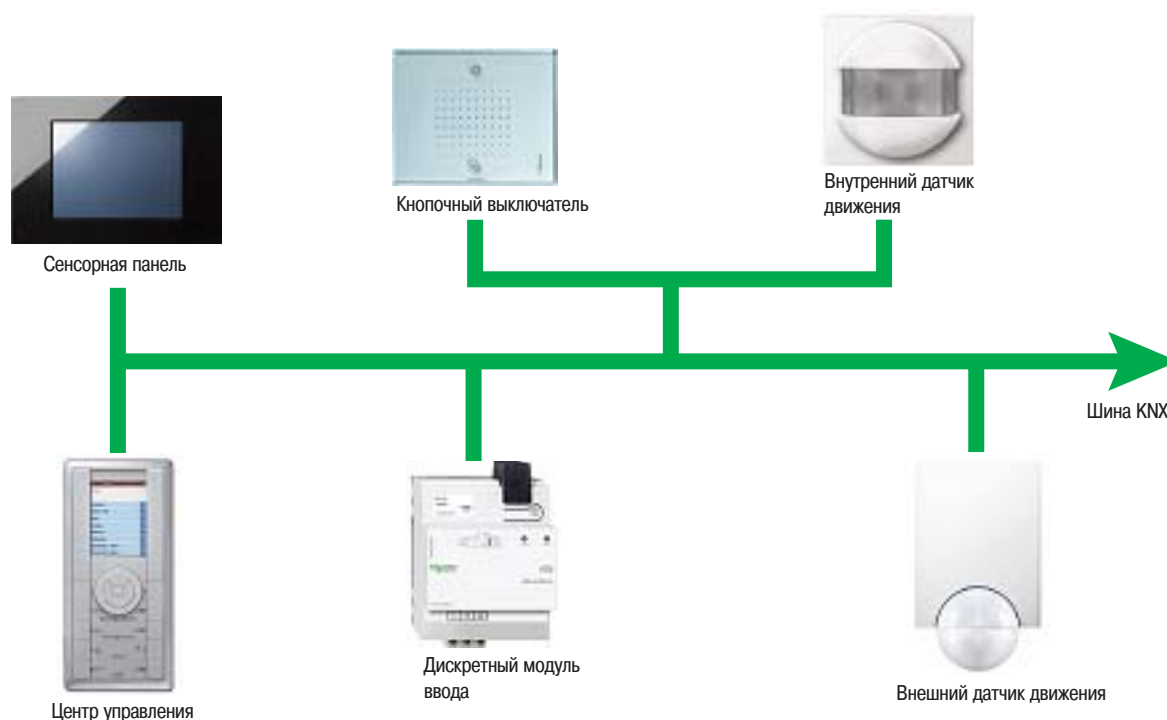 Кнопочный выключатель
Внутренний датчик
движения
Сенсорная панель
Шина KNX
Дискретный модуль
ввода
Внешний датчик движения
Центр управления